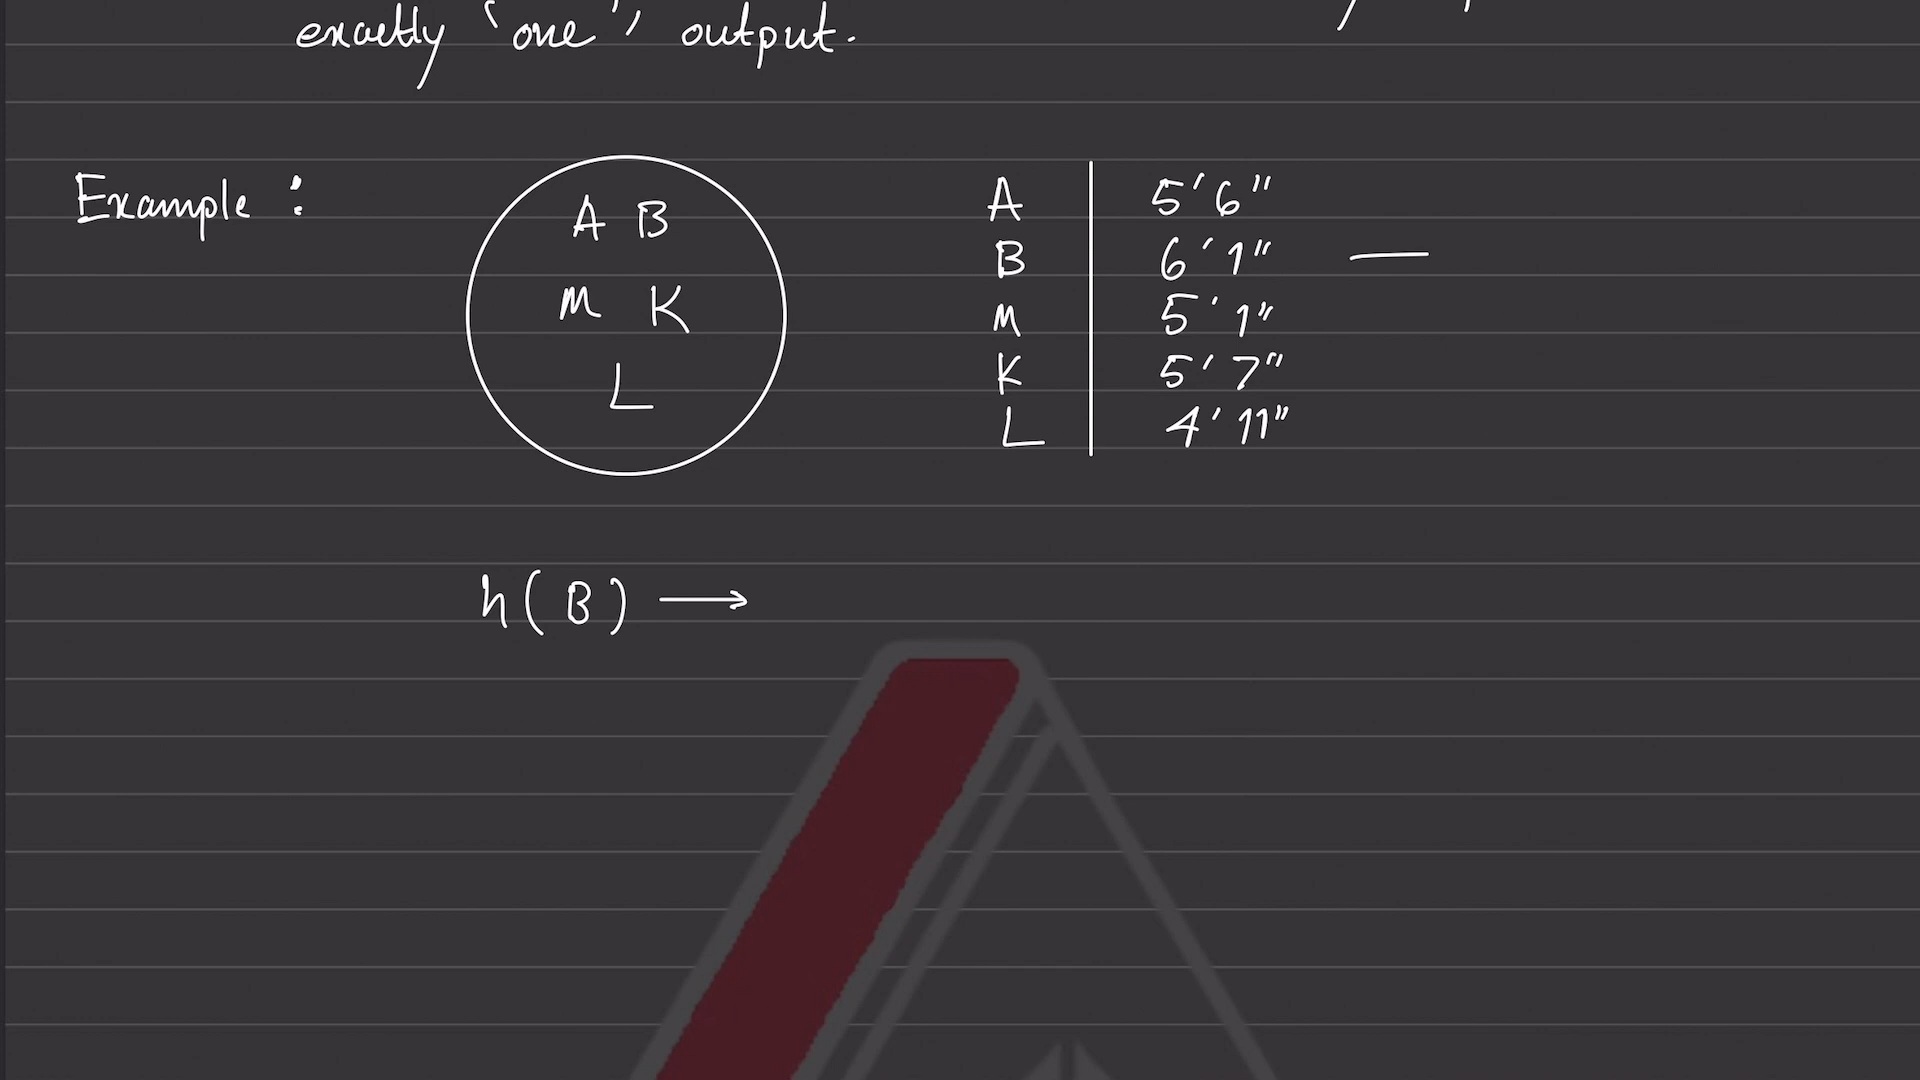 exactly 'one', output.
Example :
A B
M K
L
A | 5'6"
B | 6'1" —
M | 5'1"
K | 5'7"
L | 4'11"
h(B) →